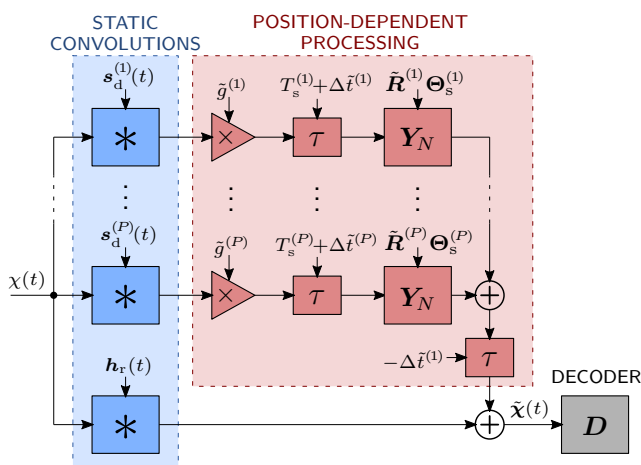 STATIC CONVOLUTIONS
POSITION-DEPENDENT PROCESSING
𝒔_d^(1)(t)
g̃^(1)
T_s^(1)+Δt̃^(1)
𝑹̃^(1)𝚯_s^(1)
∗
×
τ
𝒀_N
⋮ ⋮ ⋮ ⋮
𝒔_d^(P)(t)
g̃^(P)
T_s^(P)+Δt̃^(P)
𝑹̃^(P)𝚯_s^(P)
χ(t)
∗
×
τ
𝒀_N
+
𝒉_r(t)
−Δt̃^(1)
τ
DECODER
∗
+
𝝌̃(t)
𝑫